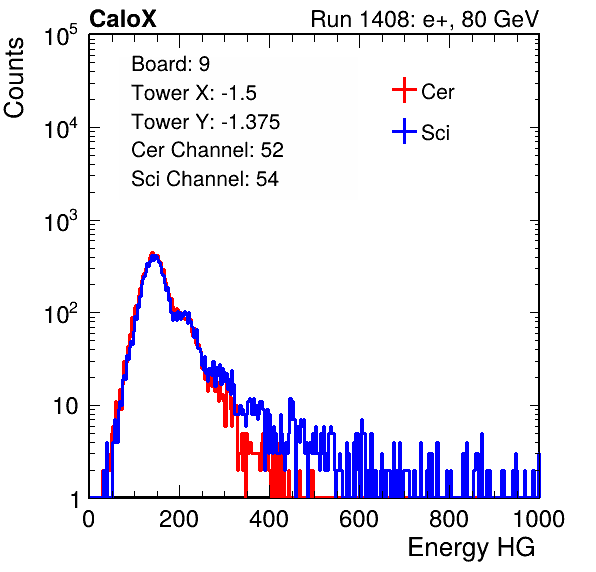 CaloX Run 1408: e+, 80 GeV
Counts
Board: 9
Tower X: -1.5
Tower Y: -1.375
Cer Channel: 52
Sci Channel: 54
Cer
Sci
10^5
10^4
10^3
10^2
10
1
0 200 400 600 800 1000
Energy HG